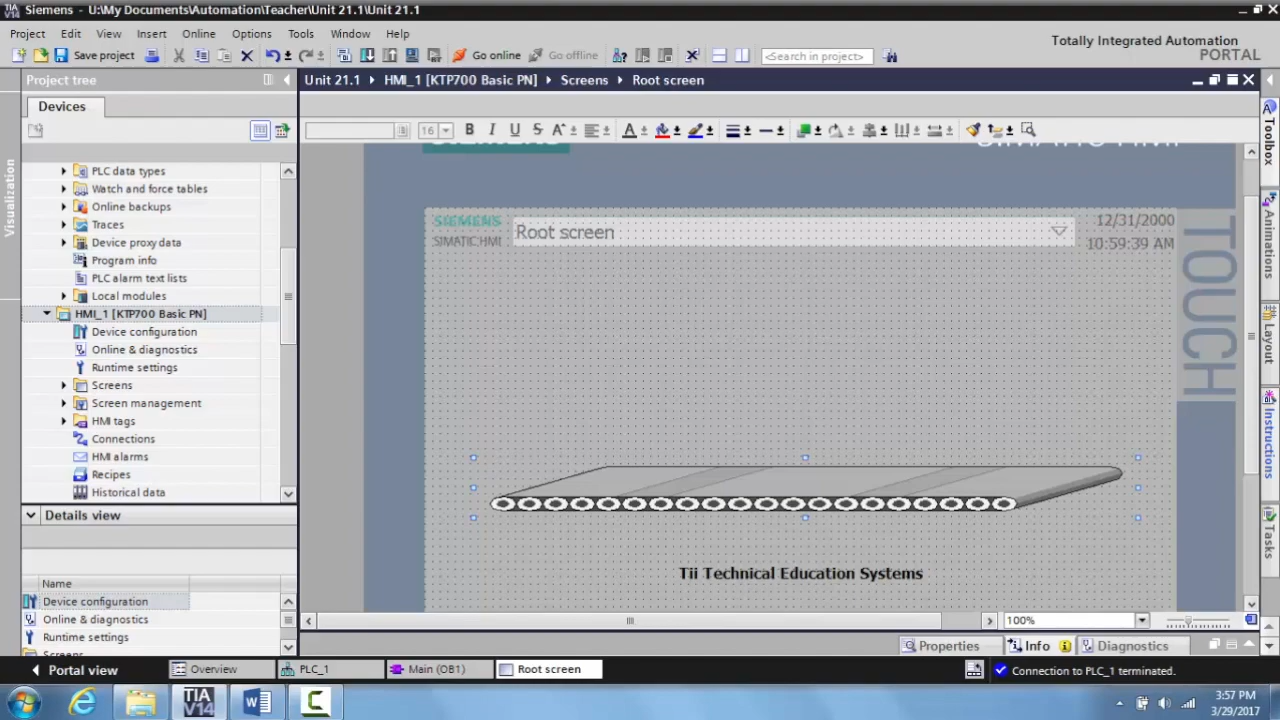 Siemens - U:\My Documents\Automation\Teacher\Unit 21.1\Unit 21.1
TIA
V14
Project Edit View Insert Online Options Tools Window Help
Totally Integrated Automation
PORTAL
Save project
Go online
Go offline
<Search in project>
Project tree
Unit 21.1 HMI_1 [KTP700 Basic PN] Screens Root screen
Devices
16
B I U S A
Visualization
PLC data types
Watch and force tables
Online backups
Traces
Device proxy data
Program info
PLC alarm text lists
Local modules
HMI_1 [KTP700 Basic PN]
Device configuration
Online & diagnostics
Runtime settings
Screens
Screen management
HMI tags
Connections
HMI alarms
Recipes
Historical data
Details view
Name
Device configuration
Online & diagnostics
Runtime settings
SIEMENS
SIMATIC HMI
Root screen
12/31/2000
10:59:39 AM
TOUCH
Tii Technical Education Systems
Toolbox
Animations
Layout
Instructions
Tasks
100%
Properties
Info
Diagnostics
Portal view
Overview
PLC_1
Main (OB1)
Root screen
Connection to PLC_1 terminated.
TIA
V14
3:57 PM
3/29/2017